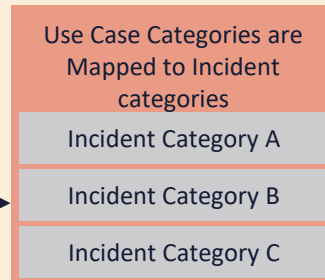 Use Case Categories are
Mapped to Incident
categories
Incident Category A
Incident Category B
Incident Category C